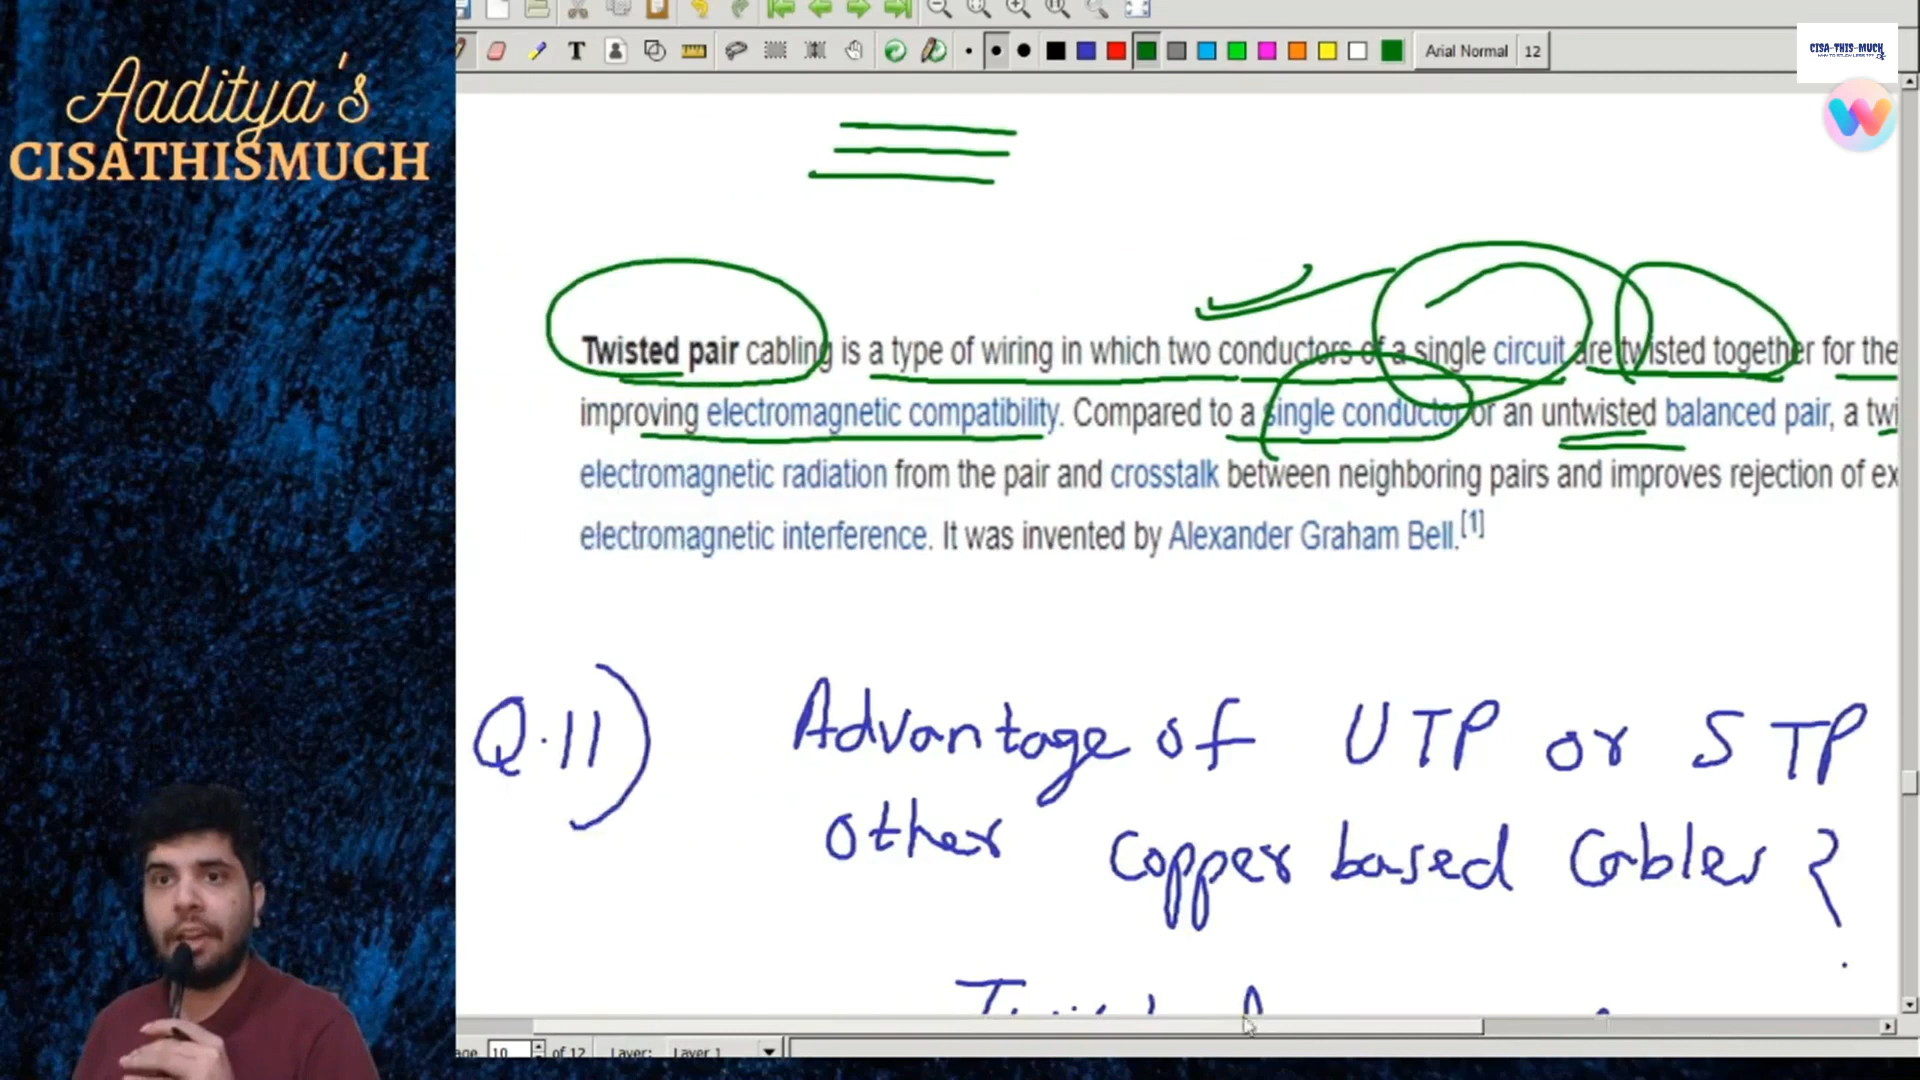 Aaditya's
CISATHISMUCH
Arial Normal 12
CISA-THIS-MUCH
Twisted pair cabling is a type of wiring in which two conductors of a single circuit are twisted together for the
improving electromagnetic compatibility. Compared to a single conductor or an untwisted balanced pair, a twi
electromagnetic radiation from the pair and crosstalk between neighboring pairs and improves rejection of ex
electromagnetic interference. It was invented by Alexander Graham Bell.[1]
Q.11) Advantage of UTP or STP
other Copper based Cables?
age 10 of 12 Layer: Layer 1